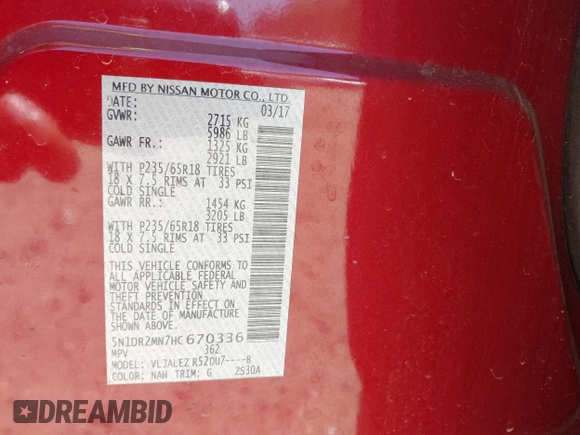 MFD BY NISSAN MOTOR CO., LTD.
DATE: 03/17
GVWR: 2715 KG
5986 LB
GAWR FR.: 1325 KG
2921 LB
WITH P235/65R18 TIRES
18 X 7.5 RIMS AT 33 PSI
COLD SINGLE
GAWR RR.: 1454 KG
3205 LB
WITH P235/65R18 TIRES
18 X 7.5 RIMS AT 33 PSI
COLD SINGLE
THIS VEHICLE CONFORMS TO
ALL APPLICABLE FEDERAL
MOTOR VEHICLE SAFETY AND
THEFT PREVENTION
STANDARDS IN EFFECT ON
THE DATE OF MANUFACTURE
SHOWN ABOVE.
5N1DR2MN7HC670336
MPV 362
MODEL: VLJALEZ R52DU7----B
COLOR: NAH TRIM: G ZS30A
DREAMBID